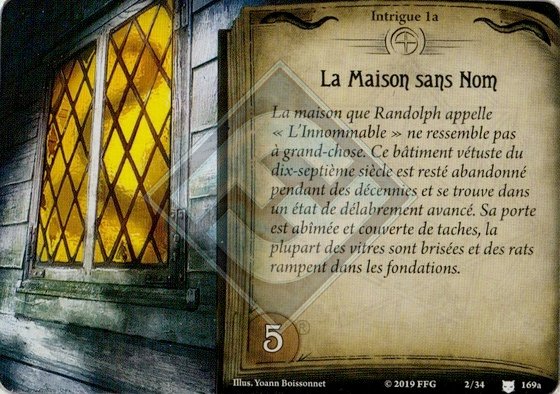 Intrigue 1a
La Maison sans Nom
La maison que Randolph appelle
« L'Innommable » ne ressemble pas
à grand-chose. Ce bâtiment vétuste du
dix-septième siècle est resté abandonné
pendant des décennies et se trouve dans
un état de délabrement avancé. Sa porte
est abîmée et couverte de taches, la
plupart des vitres sont brisées et des rats
rampent dans les fondations.
5
Illus. Yoann Boissonnet
© 2019 FFG
2/34
169a